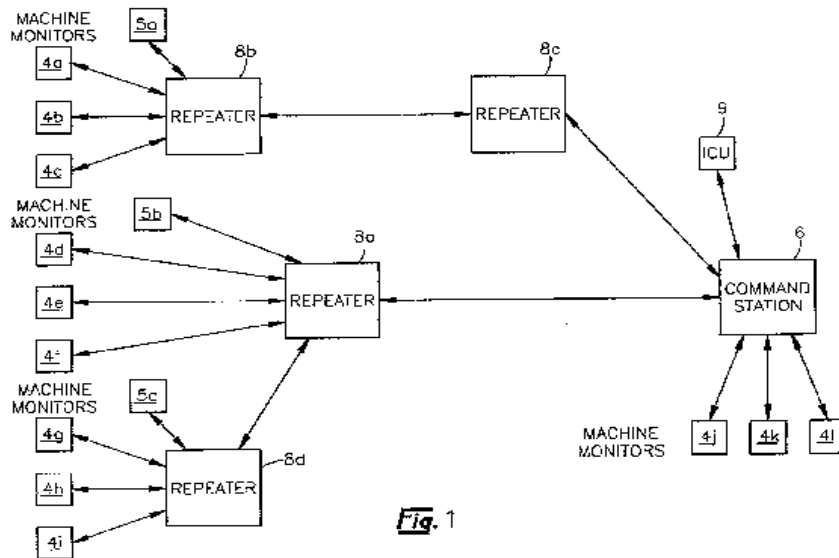 MACHINE
MONITORS
5a
4a
4b
4c
8b
REPEATER
8c
REPEATER
9
ICU
MACHINE
MONITORS
5b
4d
4e
4f
8a
REPEATER
6
COMMAND
STATION
MACHINE
MONITORS
5c
4g
4h
4i
REPEATER
8d
MACHINE
MONITORS
4j
4k
4l
Fig. 1